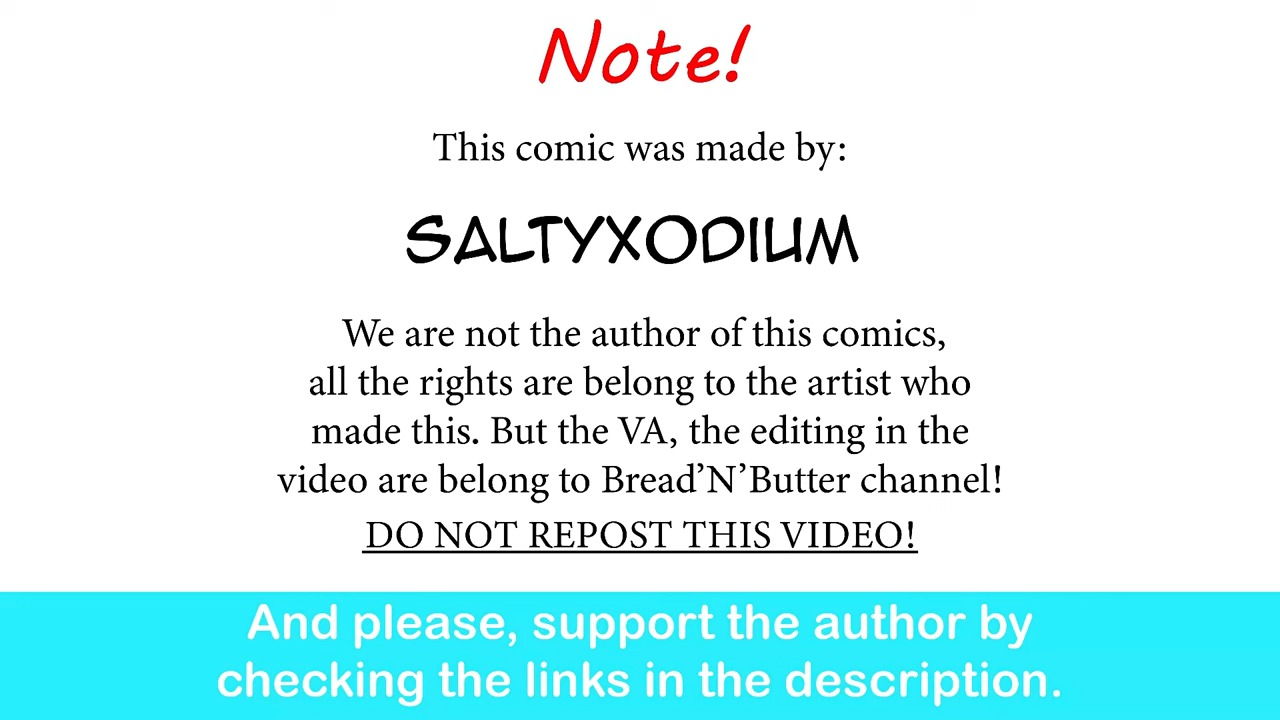 Note!
This comic was made by:
SALTYXODIUM
We are not the author of this comics,
all the rights are belong to the artist who
made this. But the VA, the editing in the
video are belong to Bread’N’Butter channel!
DO NOT REPOST THIS VIDEO!
And please, support the author by
checking the links in the description.